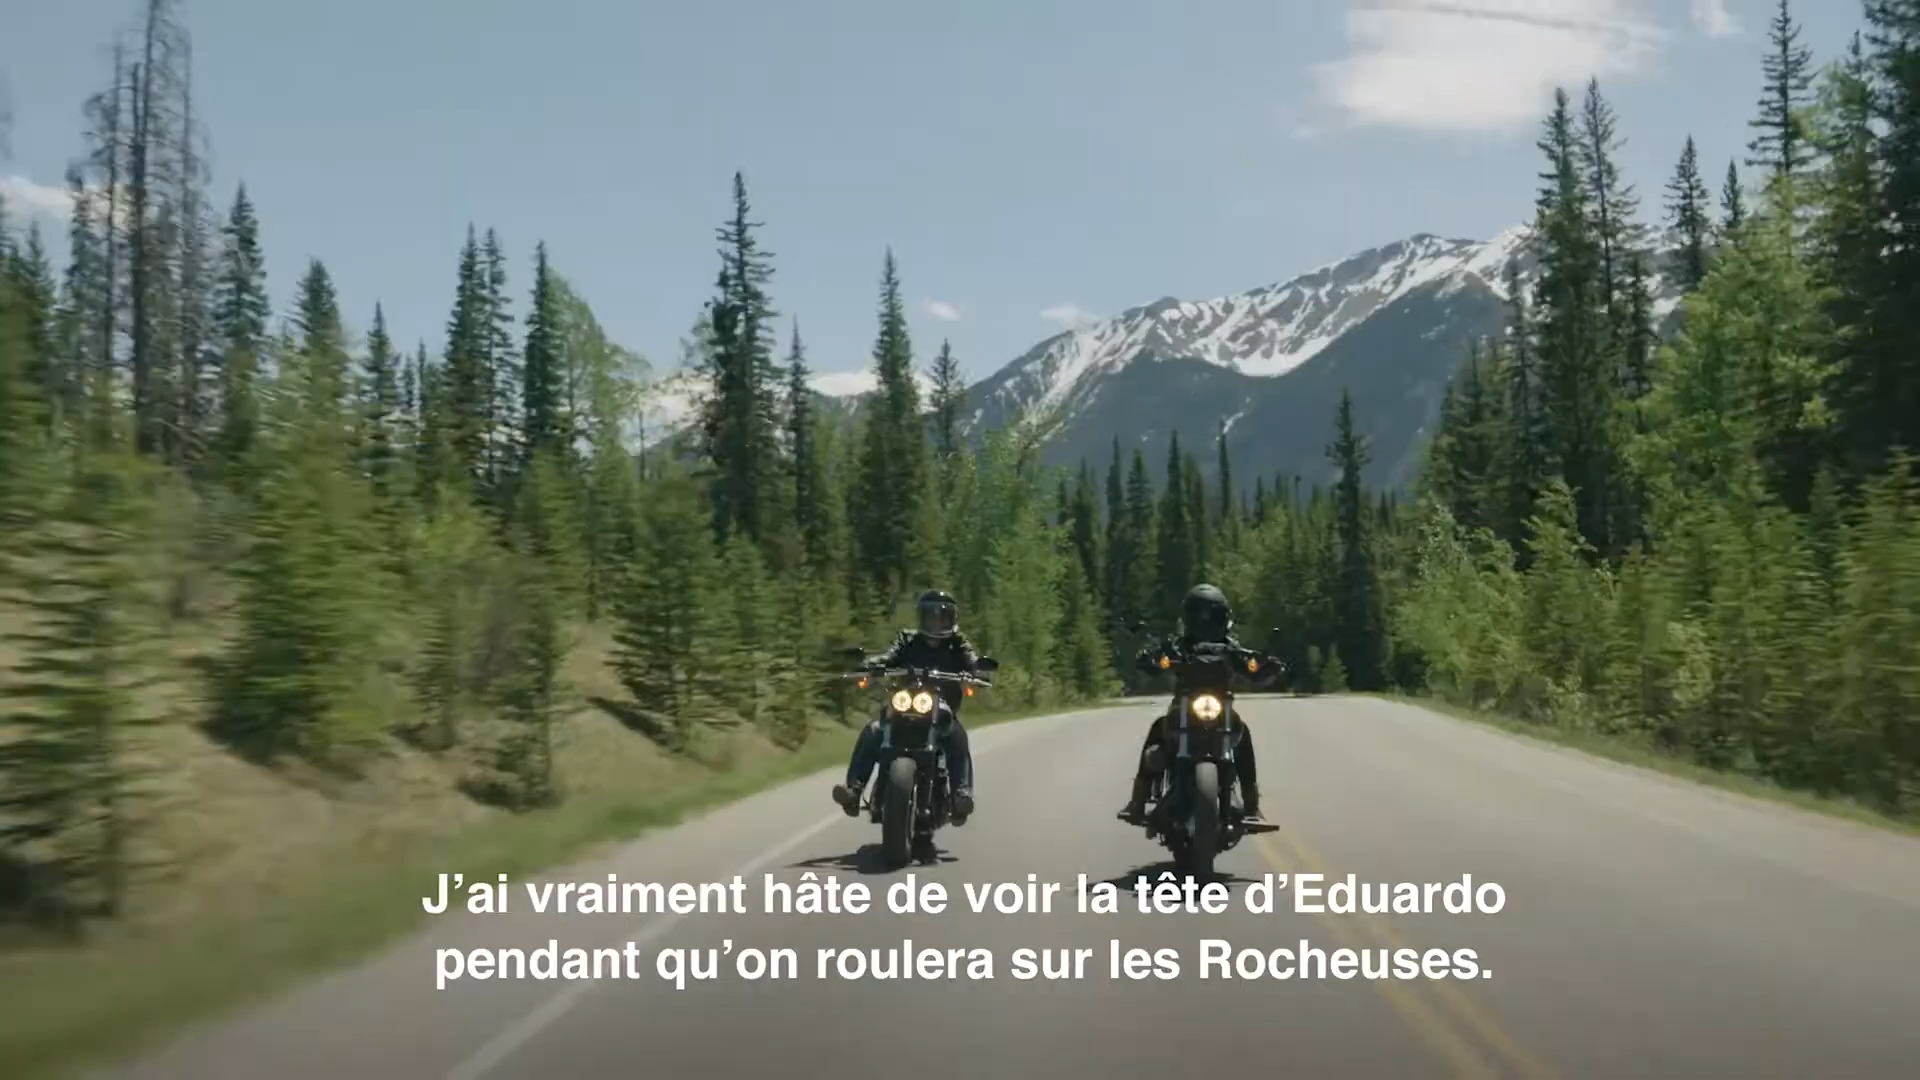 J’ai vraiment hâte de voir la tête d’Eduardo
pendant qu’on roulera sur les Rocheuses.